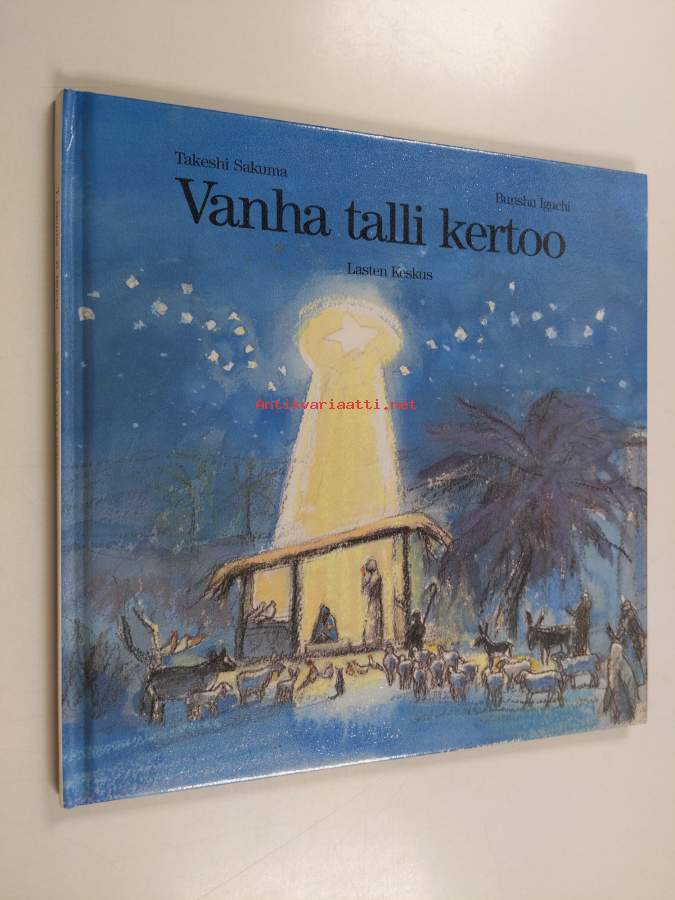 Takeshi Sakuma
Bunshu Iguchi
Vanha talli kertoo
Lasten Keskus
Antikvariaatti.net